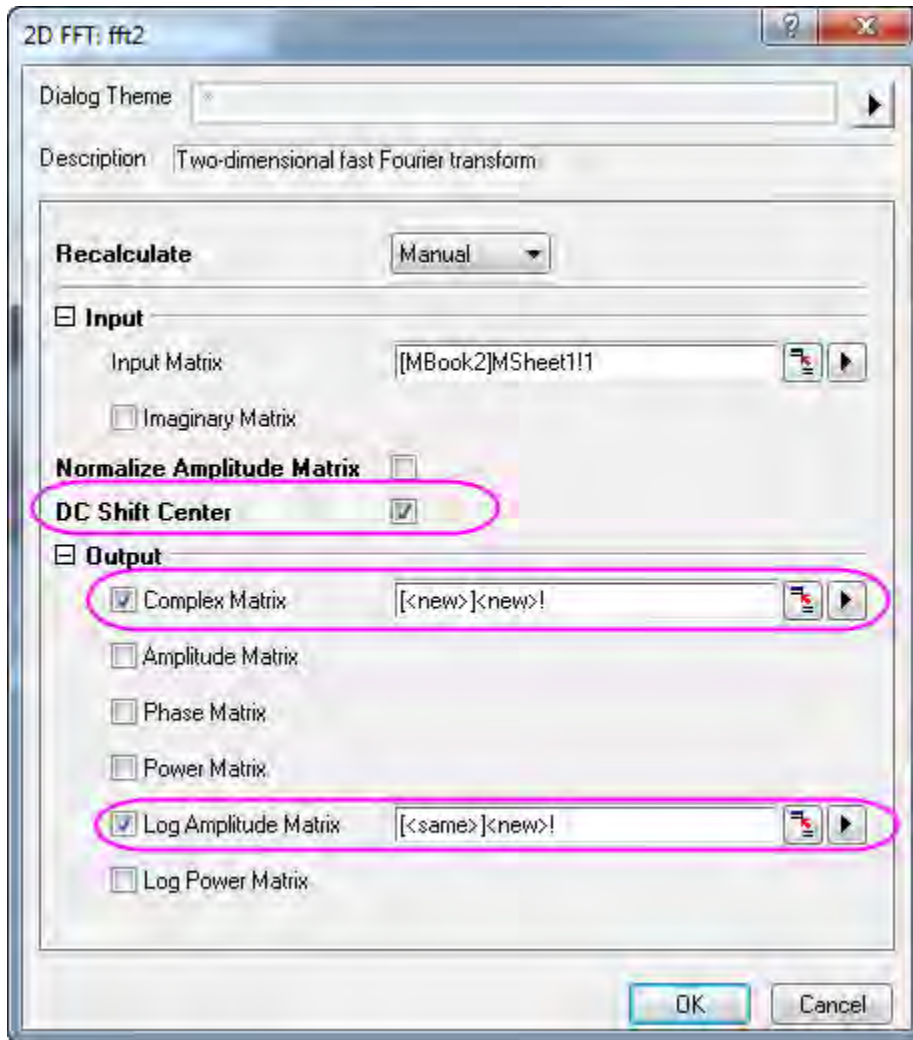 2D FFT: fft2
Dialog Theme *
Description Two-dimensional fast Fourier transform
Recalculate Manual
Input
Input Matrix [MBook2]MSheet1!1
Imaginary Matrix
Normalize Amplitude Matrix
DC Shift Center
Output
Complex Matrix [<new>]<new>!
Amplitude Matrix
Phase Matrix
Power Matrix
Log Amplitude Matrix [<same>]<new>!
Log Power Matrix
OK Cancel